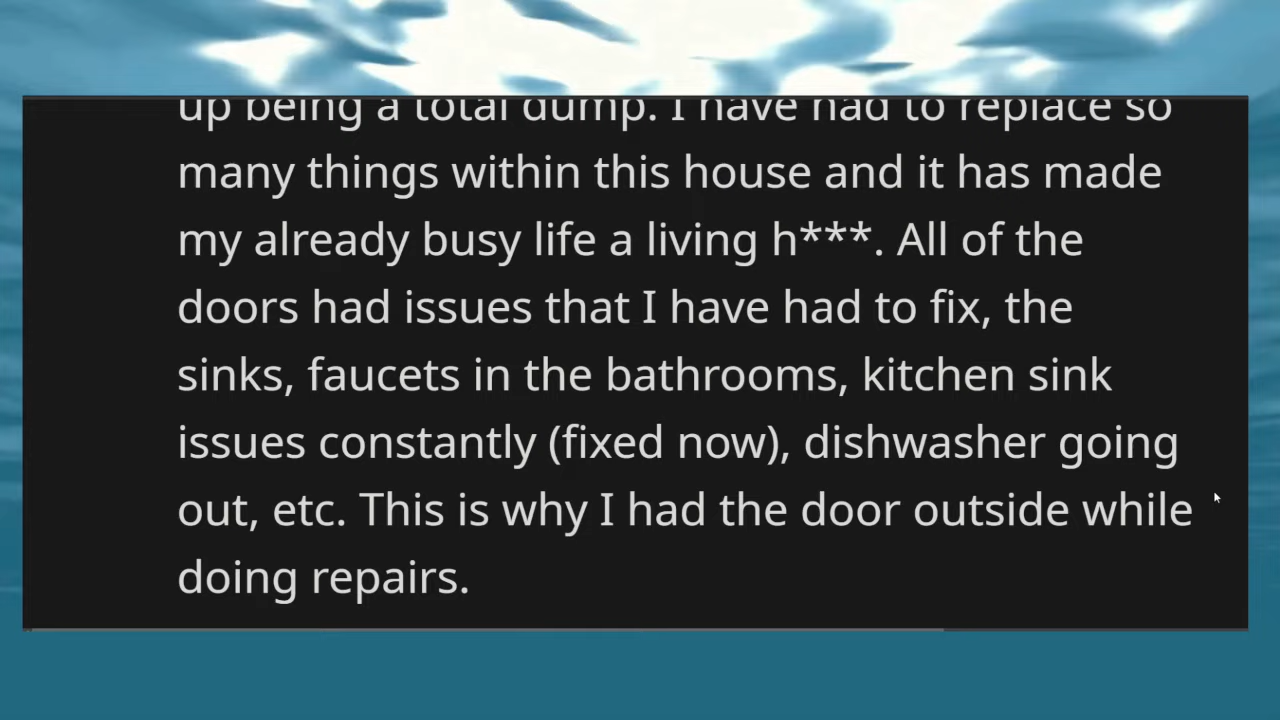 up being a total dump. I have had to replace so
many things within this house and it has made
my already busy life a living h***. All of the
doors had issues that I have had to fix, the
sinks, faucets in the bathrooms, kitchen sink
issues constantly (fixed now), dishwasher going
out, etc. This is why I had the door outside while
doing repairs.